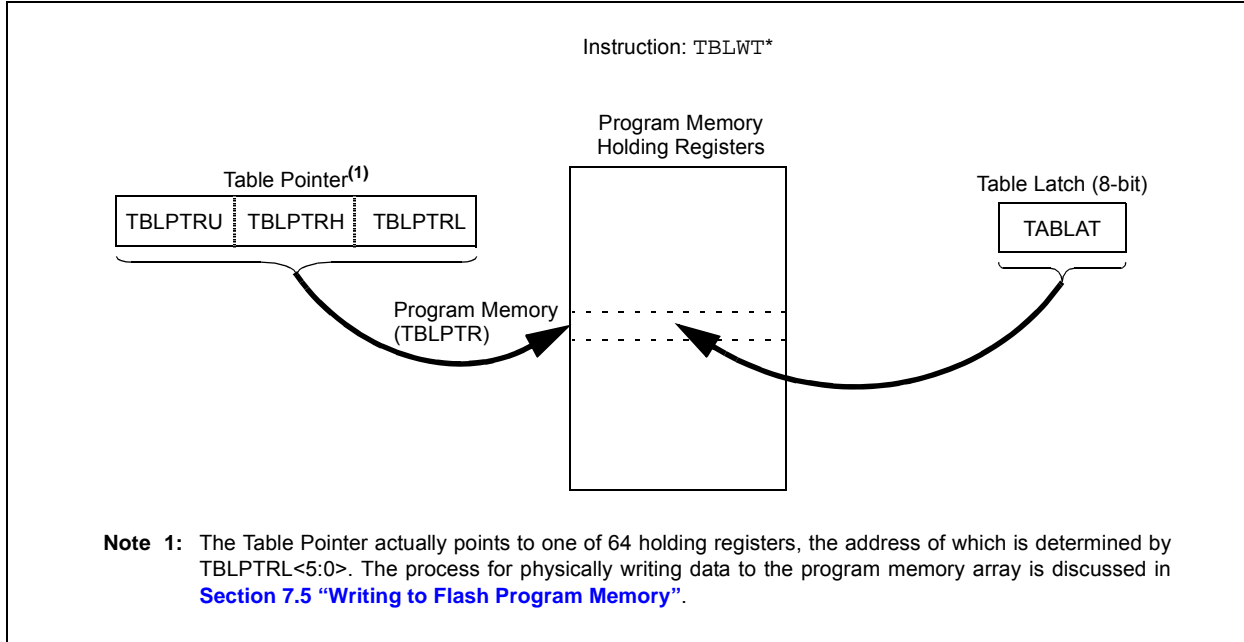 Instruction: TBLWT*
Program Memory
Holding Registers
Table Pointer(1)
Table Latch (8-bit)
TBLPTRU TBLPTRH TBLPTRL
TABLAT
Program Memory
(TBLPTR)
Note 1: The Table Pointer actually points to one of 64 holding registers, the address of which is determined by
TBLPTRL<5:0>. The process for physically writing data to the program memory array is discussed in
Section 7.5 “Writing to Flash Program Memory”.